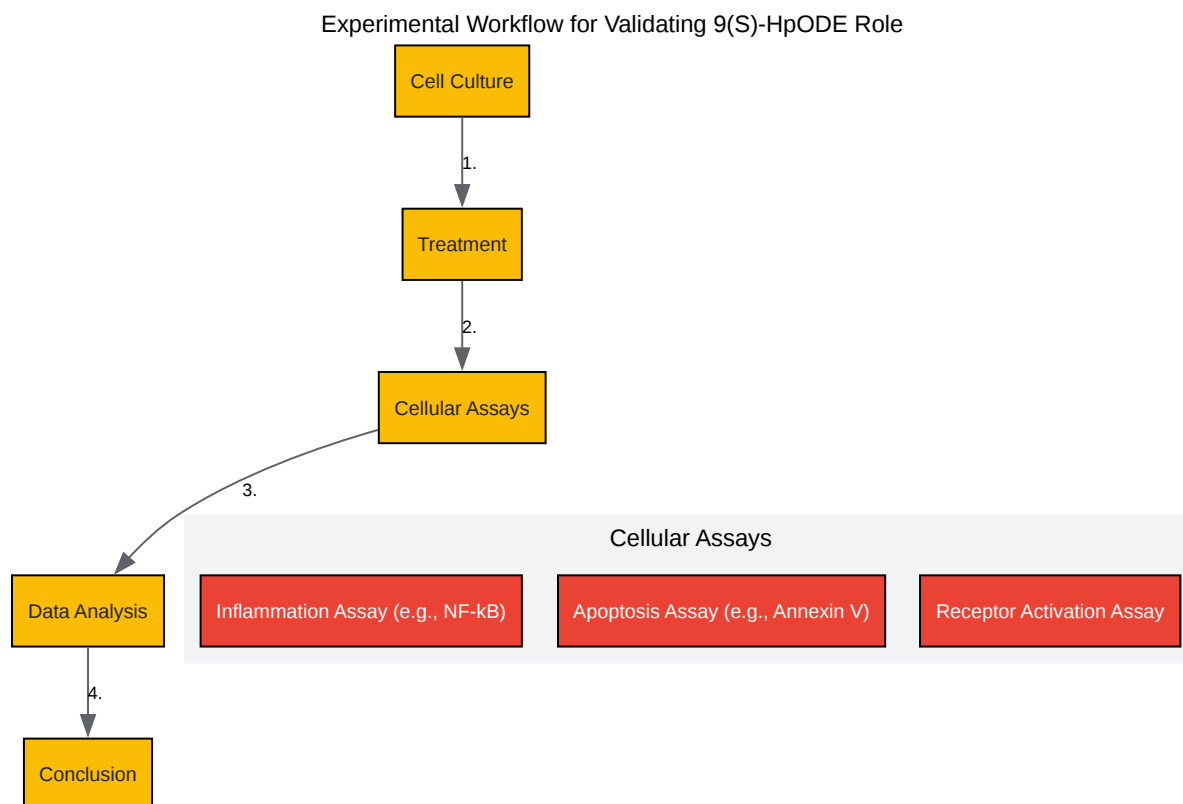 Experimental Workflow for Validating 9(S)-HpODE Role
Cell Culture
1.
Treatment
2.
Cellular Assays
3.
Cellular Assays
Data Analysis
Inflammation Assay (e.g., NF-kB)
Apoptosis Assay (e.g., Annexin V)
Receptor Activation Assay
4.
Conclusion